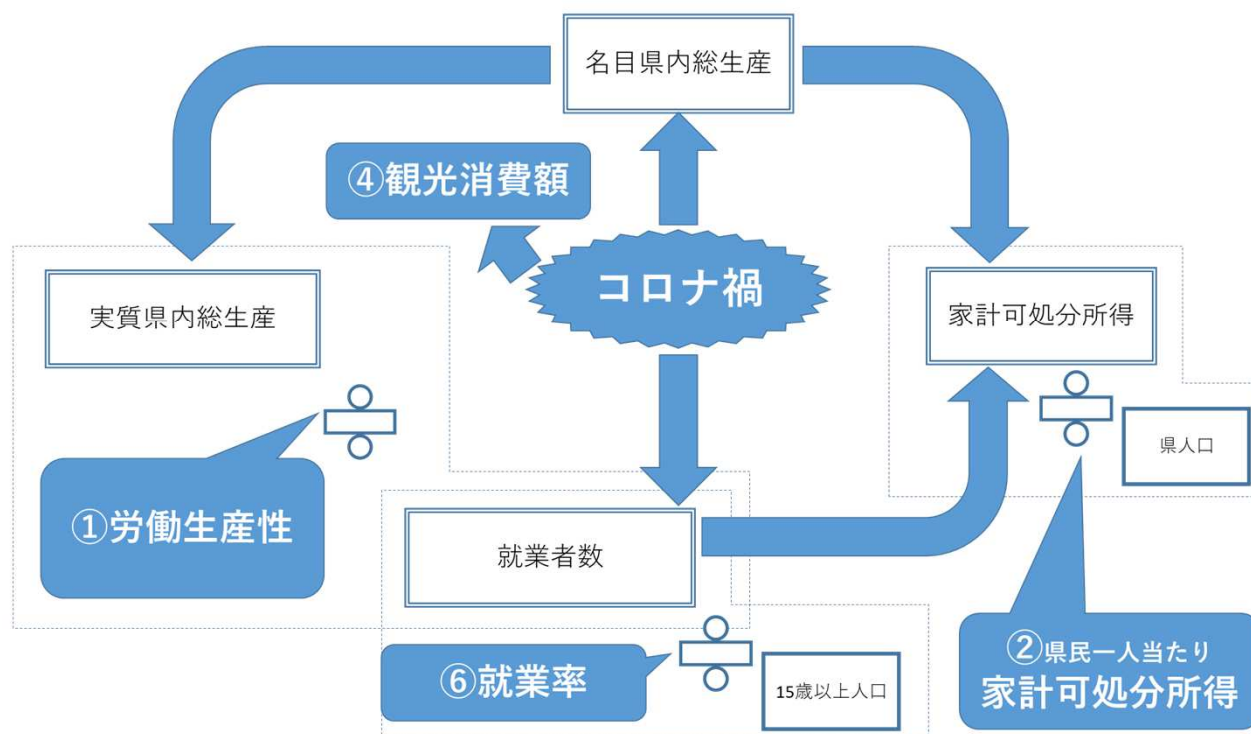 名目県内総生産
④観光消費額
コロナ禍
実質県内総生産
家計可処分所得
県人口
①労働生産性
就業者数
⑥就業率
15歳以上人口
②県民一人当たり
家計可処分所得